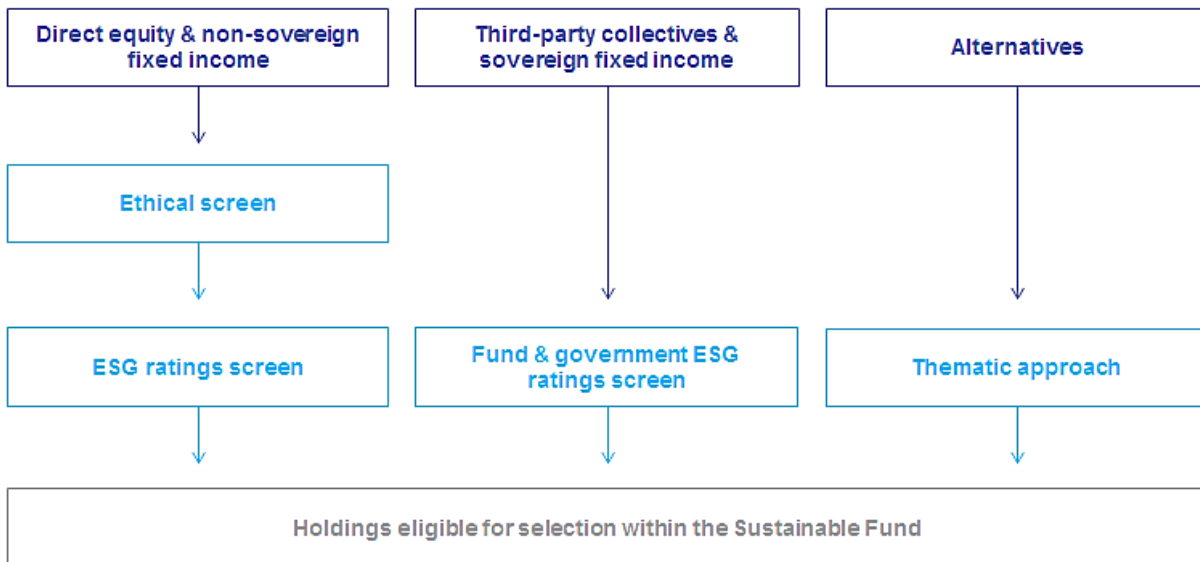 Direct equity & non-sovereign
fixed income
Third-party collectives &
sovereign fixed income
Alternatives
Ethical screen
ESG ratings screen
Fund & government ESG
ratings screen
Thematic approach
Holdings eligible for selection within the Sustainable Fund